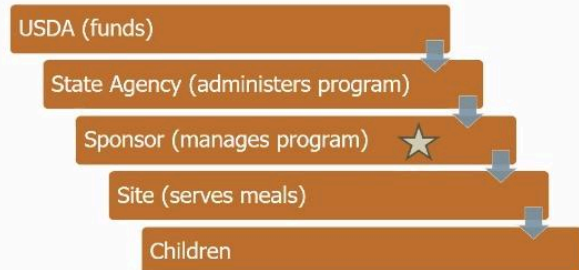 USDA (funds)
State Agency (administers program)
Sponsor (manages program)
Site (serves meals)
Children